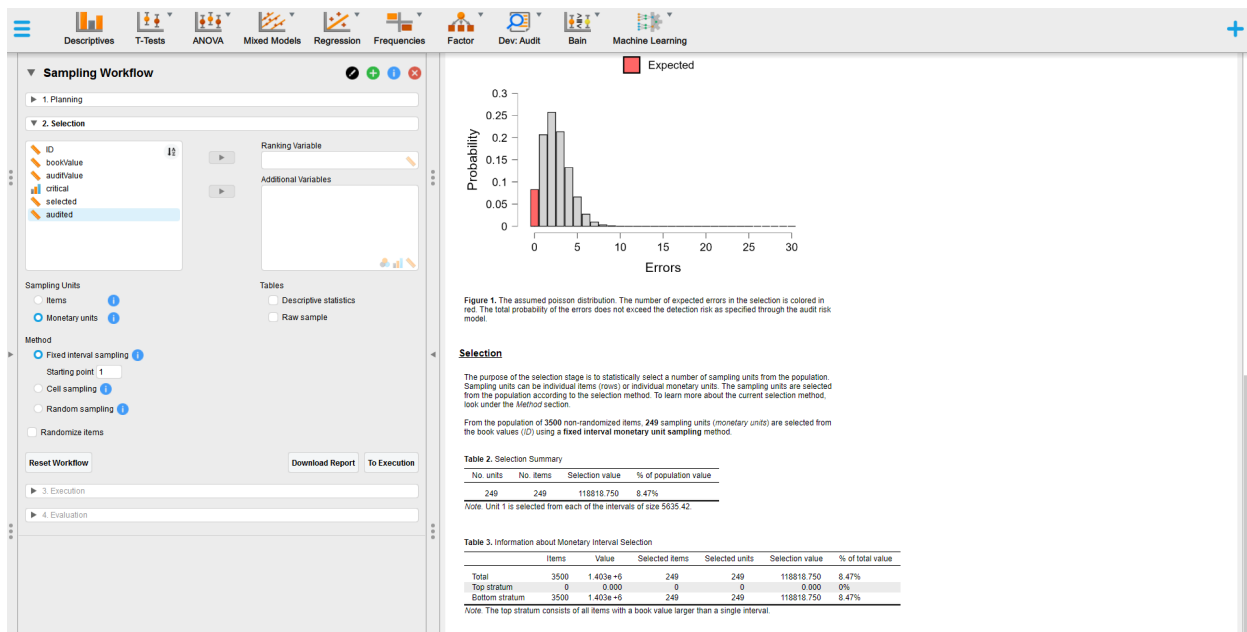 Descriptives
T-Tests
ANOVA
Mixed Models
Regression
Frequencies
Factor
Dev: Audit
Bain
Machine Learning
Sampling Workflow
1. Planning
2. Selection
ID
bookValue
auditValue
critical
selected
audited
Ranking Variable
Additional Variables
Sampling Units
Items
Monetary units
Tables
Descriptive statistics
Raw sample
Method
Fixed interval sampling
Starting point 1
Cell sampling
Random sampling
Randomize items
Reset Workflow
Download Report
To Execution
3. Execution
4. Evaluation
Expected
Probability
0.3
0.25
0.2
0.15
0.1
0.05
0
0 5 10 15 20 25 30
Errors
Figure 1. The assumed poisson distribution. The number of expected errors in the selection is colored in
red. The total probability of the errors does not exceed the detection risk as specified through the audit risk
model.
Selection
The purpose of the selection stage is to statistically select a number of sampling units from the population.
Sampling units can be individual items (rows) or individual monetary units. The sampling units are selected
from the population according to the selection method. To learn more about the current selection method,
look under the Method section.
From the population of 3500 non-randomized items, 249 sampling units (monetary units) are selected from
the book values (ID) using a fixed interval monetary unit sampling method.
Table 2. Selection Summary
No. units No. items Selection value % of population value
249 249 118818.750 8.47%
Note. Unit 1 is selected from each of the intervals of size 5635.42.
Table 3. Information about Monetary Interval Selection
Items Value Selected items Selected units Selection value % of total value
Total 3500 1.403e +6 249 249 118818.750 8.47%
Top stratum 0 0.000 0 0 0.000 0%
Bottom stratum 3500 1.403e +6 249 249 118818.750 8.47%
Note. The top stratum consists of all items with a book value larger than a single interval.